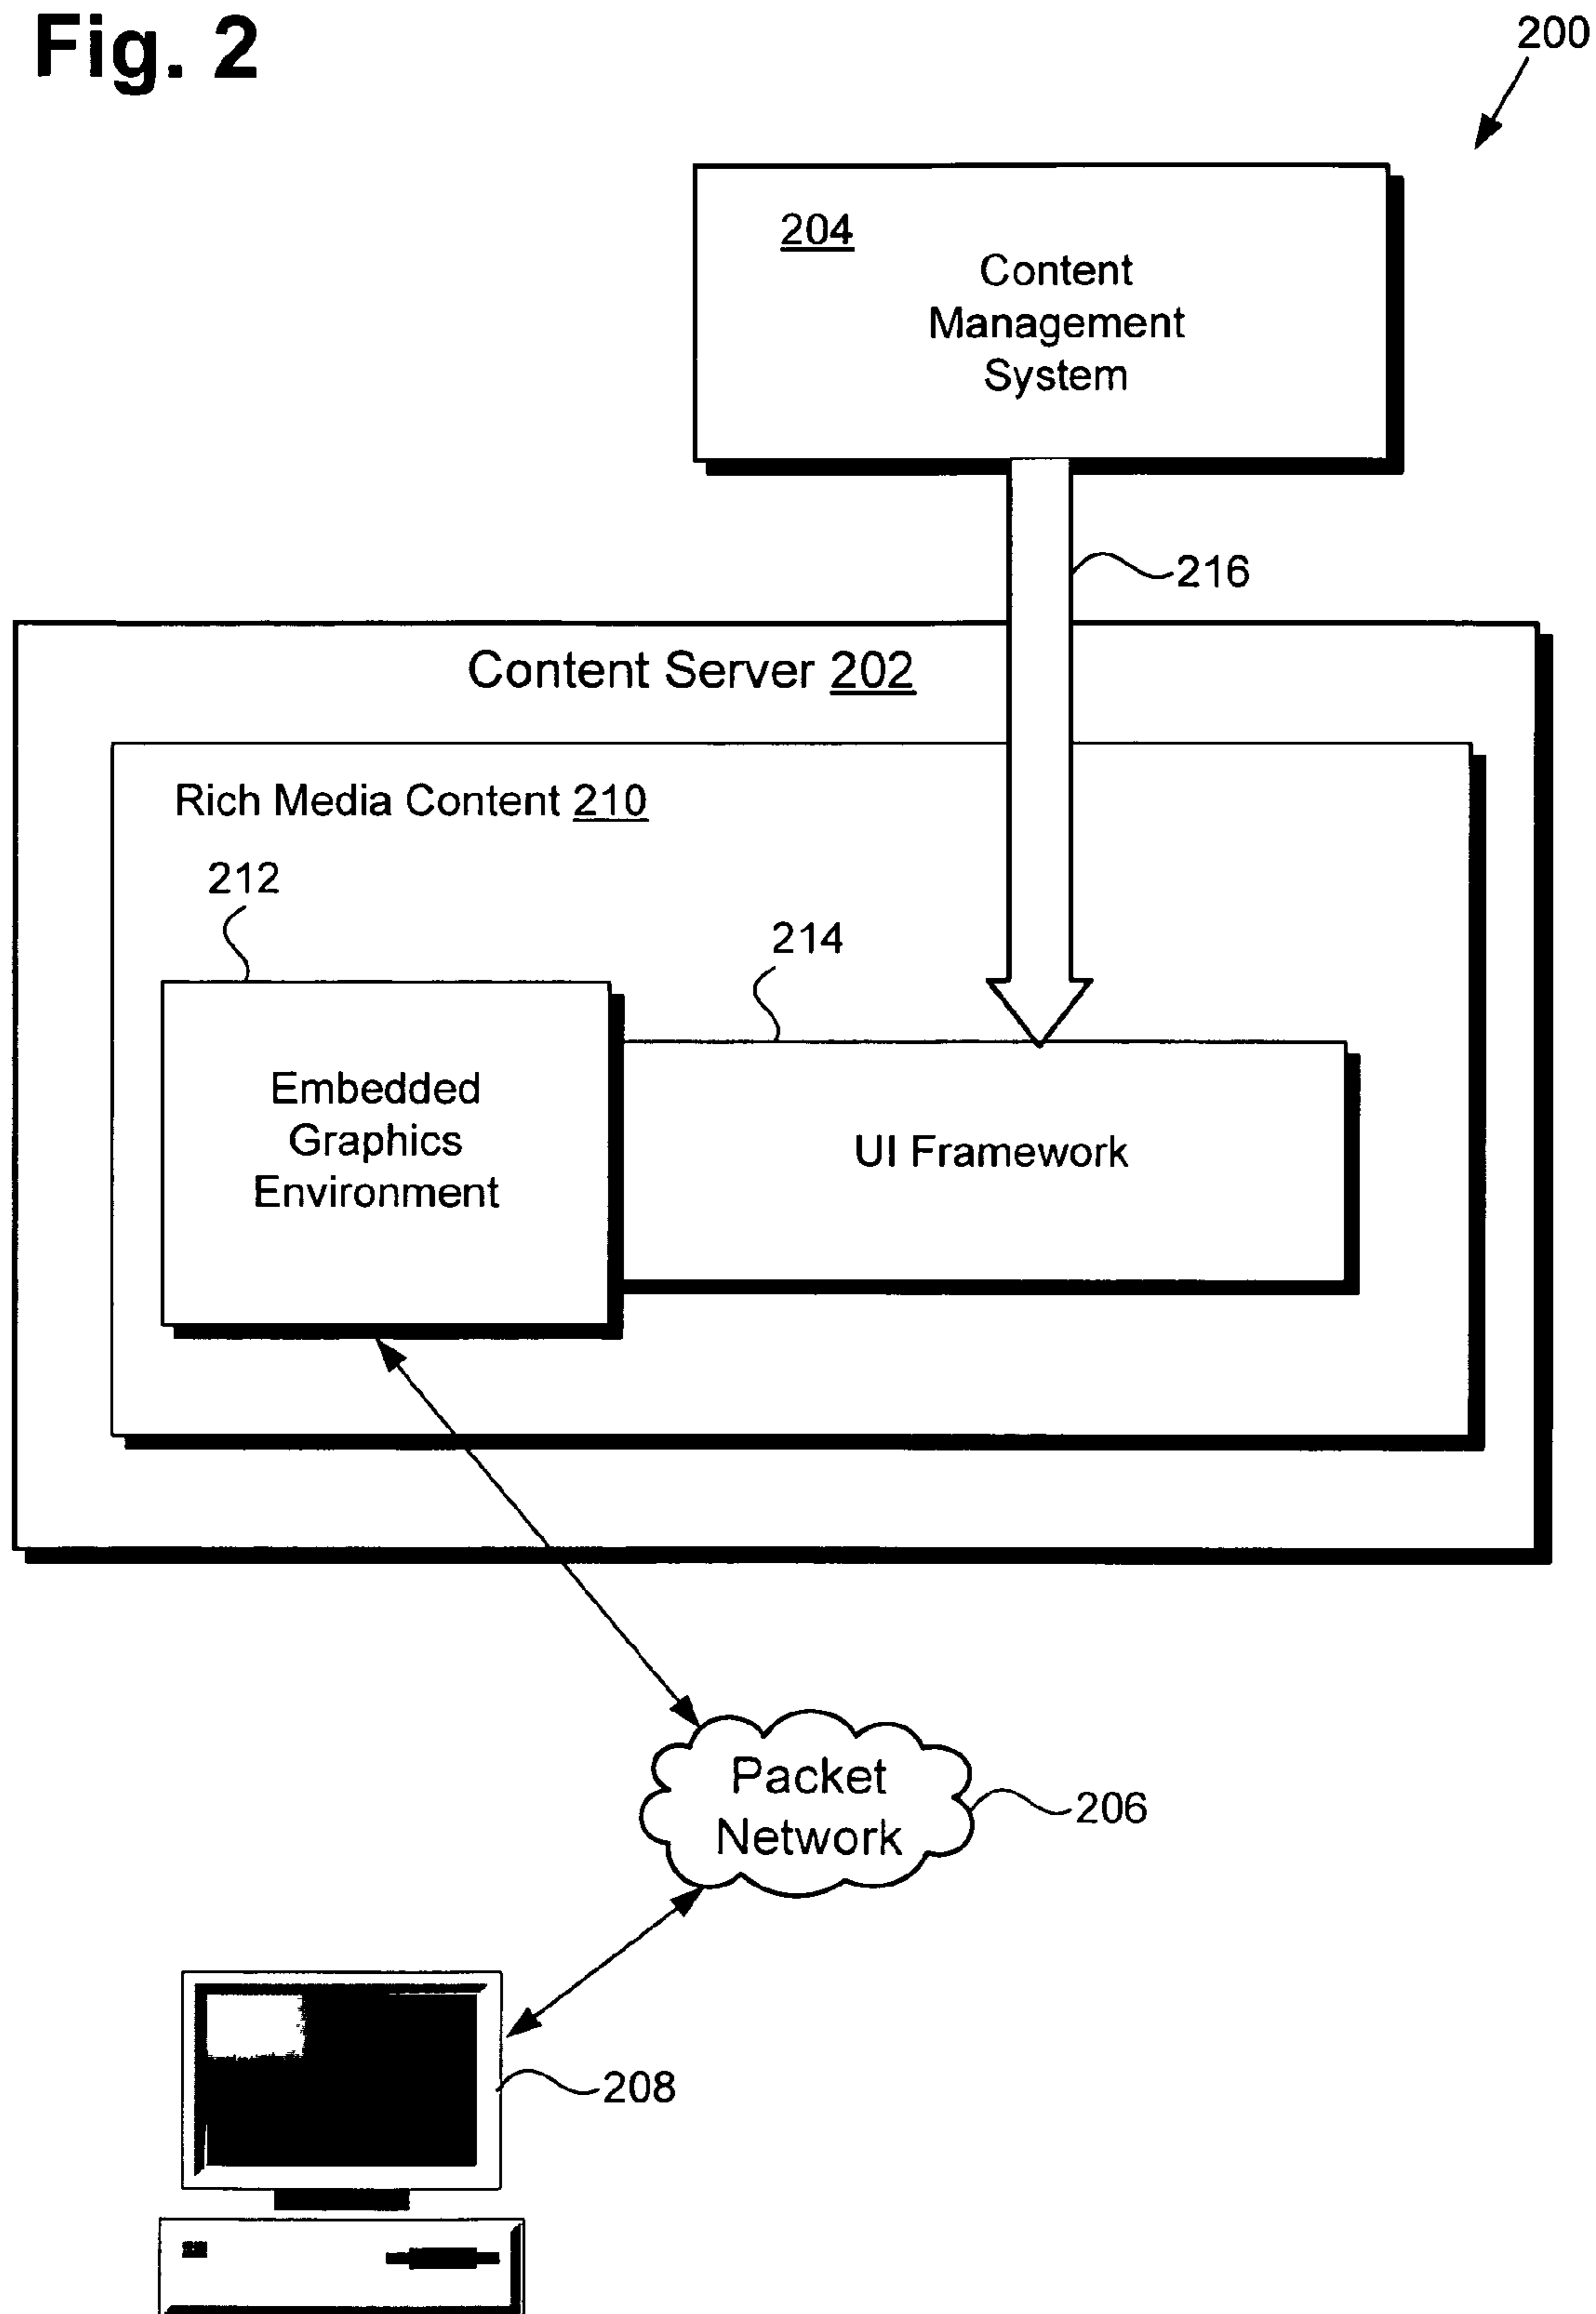 Fig. 2
200
204
Content
Management
System
216
Content Server 202
Rich Media Content 210
212
214
Embedded
Graphics
Environment
UI Framework
Packet
Network
206
208